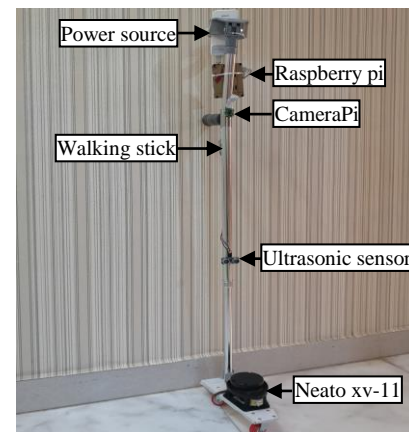 Power source
Raspberry pi
CameraPi
Walking stick
Ultrasonic sensor
Neato xv-11